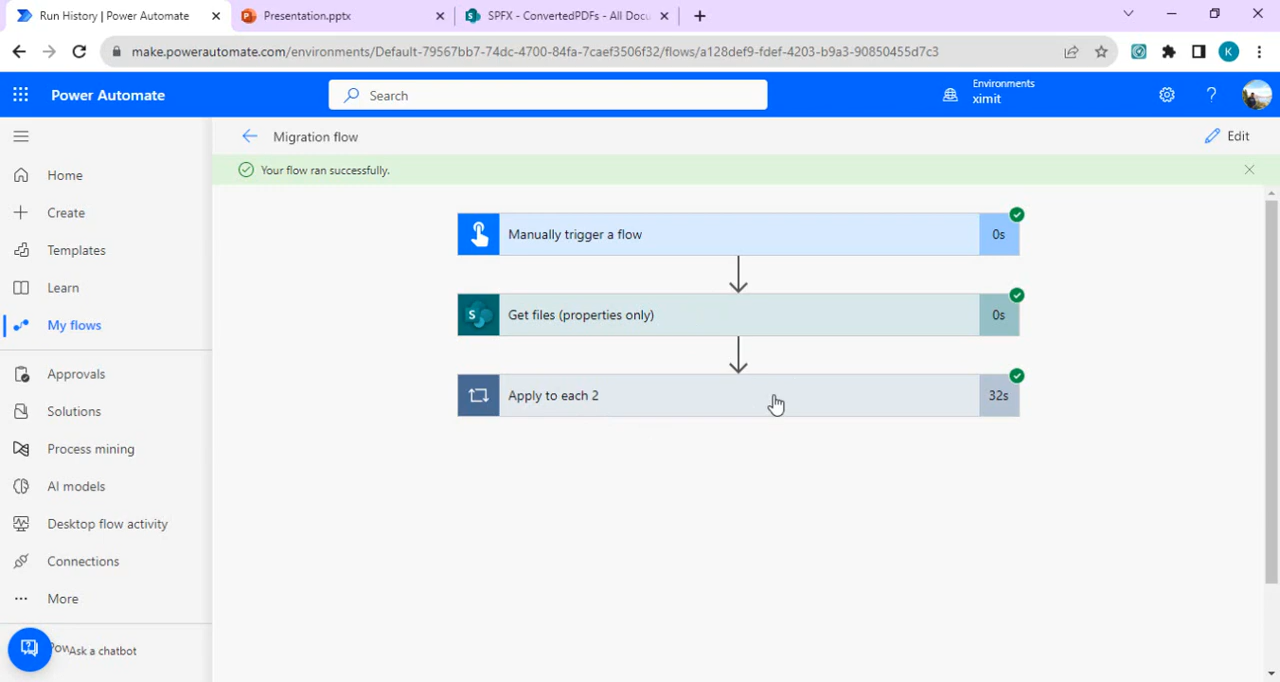 Run History | Power Automate
Presentation.pptx
SPFX - ConvertedPDFs - All Docu
make.powerautomate.com/environments/Default-79567bb7-74dc-4700-84fa-7caef3506f32/flows/a128def9-fdef-4203-b9a3-90850455d7c3
K
Power Automate
Search
Environments
ximit
Migration flow
Edit
Your flow ran successfully.
Home
Create
Templates
Learn
My flows
Approvals
Solutions
Process mining
AI models
Desktop flow activity
Connections
More
Ask a chatbot
Manually trigger a flow
0s
S
Get files (properties only)
0s
Apply to each 2
32s